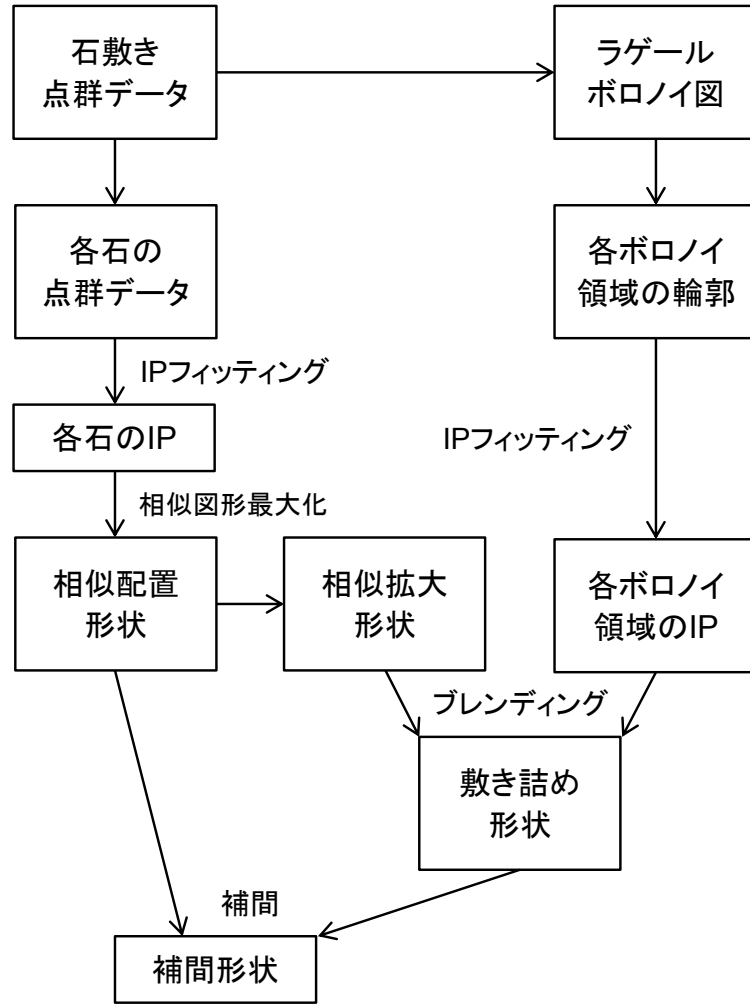 石敷き
点群データ
ラゲール
ボロノイ図
各石の
点群データ
各ボロノイ
領域の輪郭
IPフィッティング
各石のIP
IPフィッティング
相似図形最大化
相似配置
形状
相似拡大
形状
各ボロノイ
領域のIP
ブレンディング
敷き詰め
形状
補間
補間形状